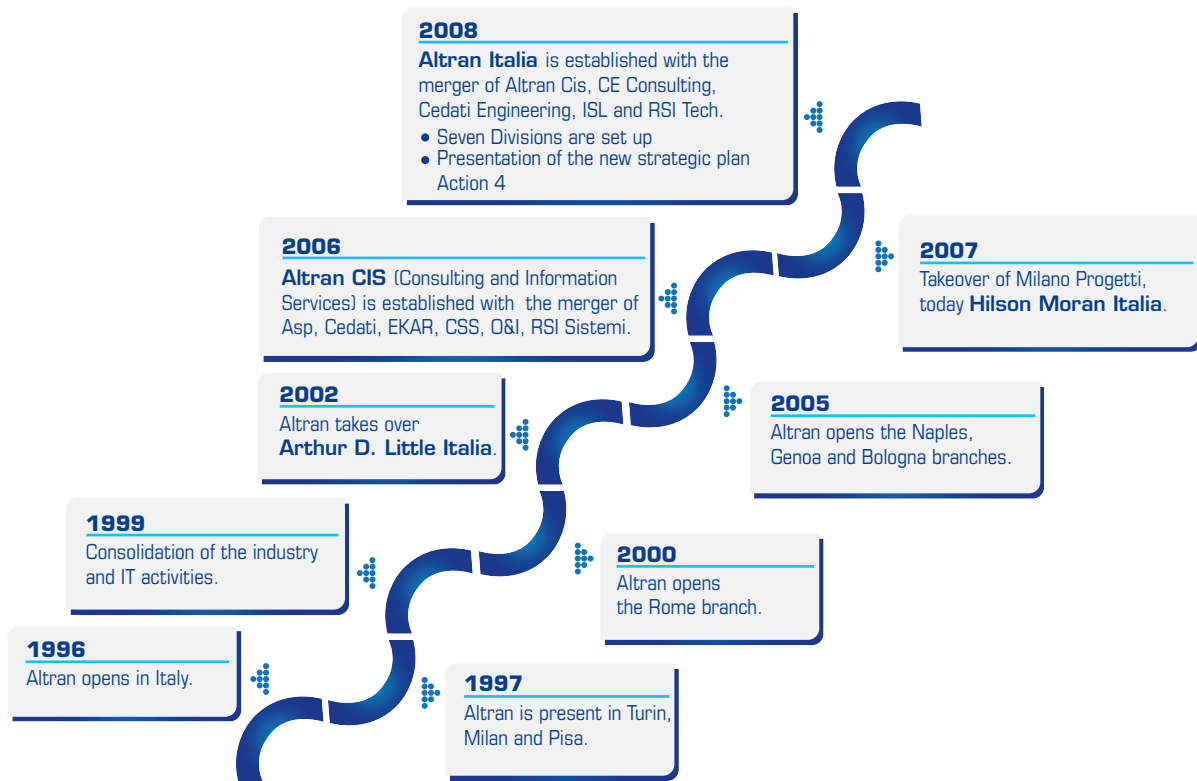 2008
Altran Italia is established with the
merger of Altran Cis, CE Consulting,
Cedati Engineering, ISL and RSI Tech.
• Seven Divisions are set up
• Presentation of the new strategic plan
Action 4
2006
Altran CIS (Consulting and Information
Services) is established with the merger of
Asp, Cedati, EKAR, CSS, O&I, RSI Sistemi.
2007
Takeover of Milano Progetti,
today Hilson Moran Italia.
2002
Altran takes over
Arthur D. Little Italia.
2005
Altran opens the Naples,
Genoa and Bologna branches.
1999
Consolidation of the industry
and IT activities.
2000
Altran opens
the Rome branch.
1996
Altran opens in Italy.
1997
Altran is present in Turin,
Milan and Pisa.